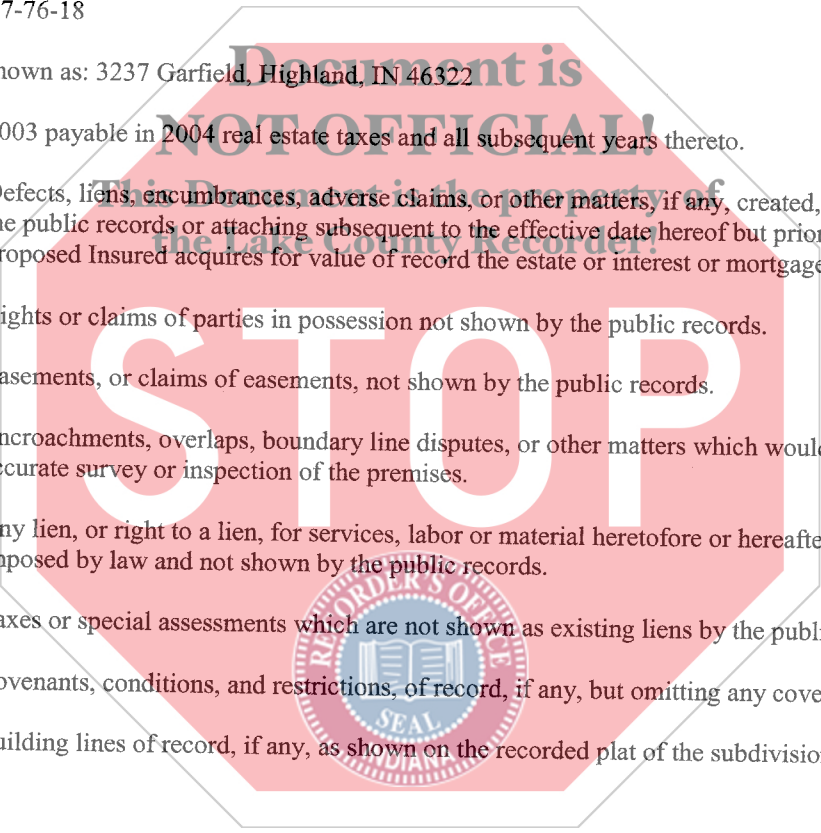 7-76-18
nown as: 3237 Garfield, Highland, IN 46322
Document is
003 payable in 2004 real estate taxes and all subsequent years thereto.
NOT OFFICIAL!
efects, liens, encumbrances, adverse claims, or other matters, if any, created,
This Document is the property of
e public records or attaching subsequent to the effective date hereof but prior
the Lake County Recorder!
roposed Insured acquires for value of record the estate or interest or mortgage
ights or claims of parties in possession not shown by the public records.
asements, or claims of easements, not shown by the public records.
STOP
ncroachments, overlaps, boundary line disputes, or other matters which would
ccurate survey or inspection of the premises.
ny lien, or right to a lien, for services, labor or material heretofore or hereafte
mposed by law and not shown by the public records.
RECORDER'S OFFICE
axes or special assessments which are not shown as existing liens by the publi
ovenants, conditions, and restrictions, of record, if any, but omitting any cove
SEAL
uilding lines of record, if any, as shown on the recorded plat of the subdivision
INDIANA